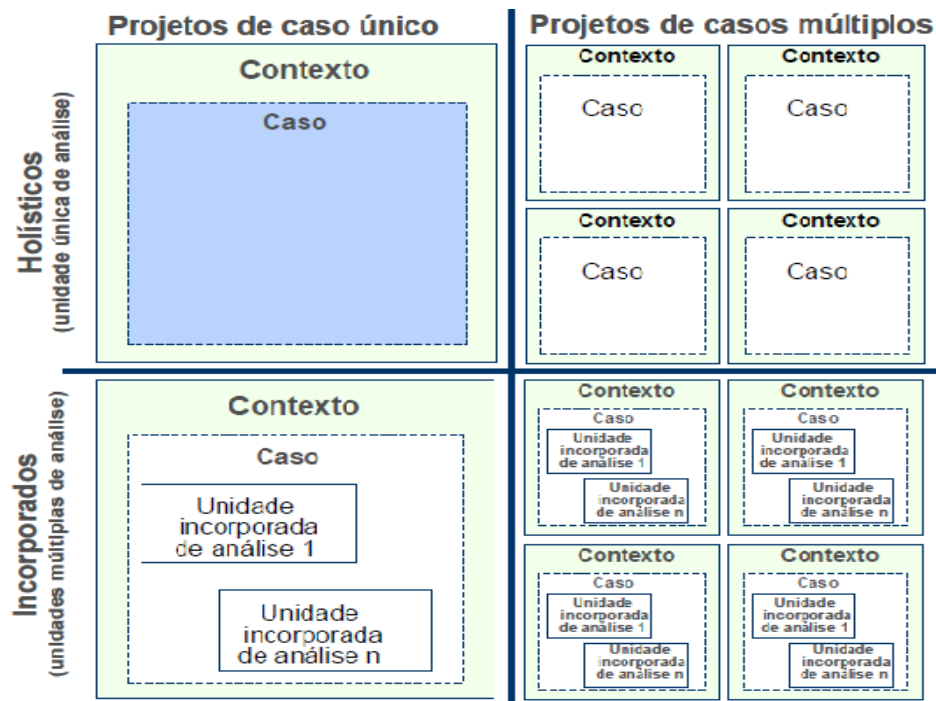 Projetos de caso único
Projetos de casos múltiplos
Holísticos
(unidade única de análise)
Contexto
Caso
Contexto
Caso
Contexto
Caso
Contexto
Caso
Contexto
Caso
Incorporados
(unidades múltiplas de análise)
Contexto
Caso
Unidade
incorporada
de análise 1
Unidade
incorporada
de análise n
Contexto
Caso
Unidade
incorporada
de análise 1
Unidade
incorporada
de análise n
Contexto
Caso
Unidade
incorporada
de análise 1
Unidade
incorporada
de análise n
Contexto
Caso
Unidade
incorporada
de análise 1
Unidade
incorporada
de análise n
Contexto
Caso
Unidade
incorporada
de análise 1
Unidade
incorporada
de análise n